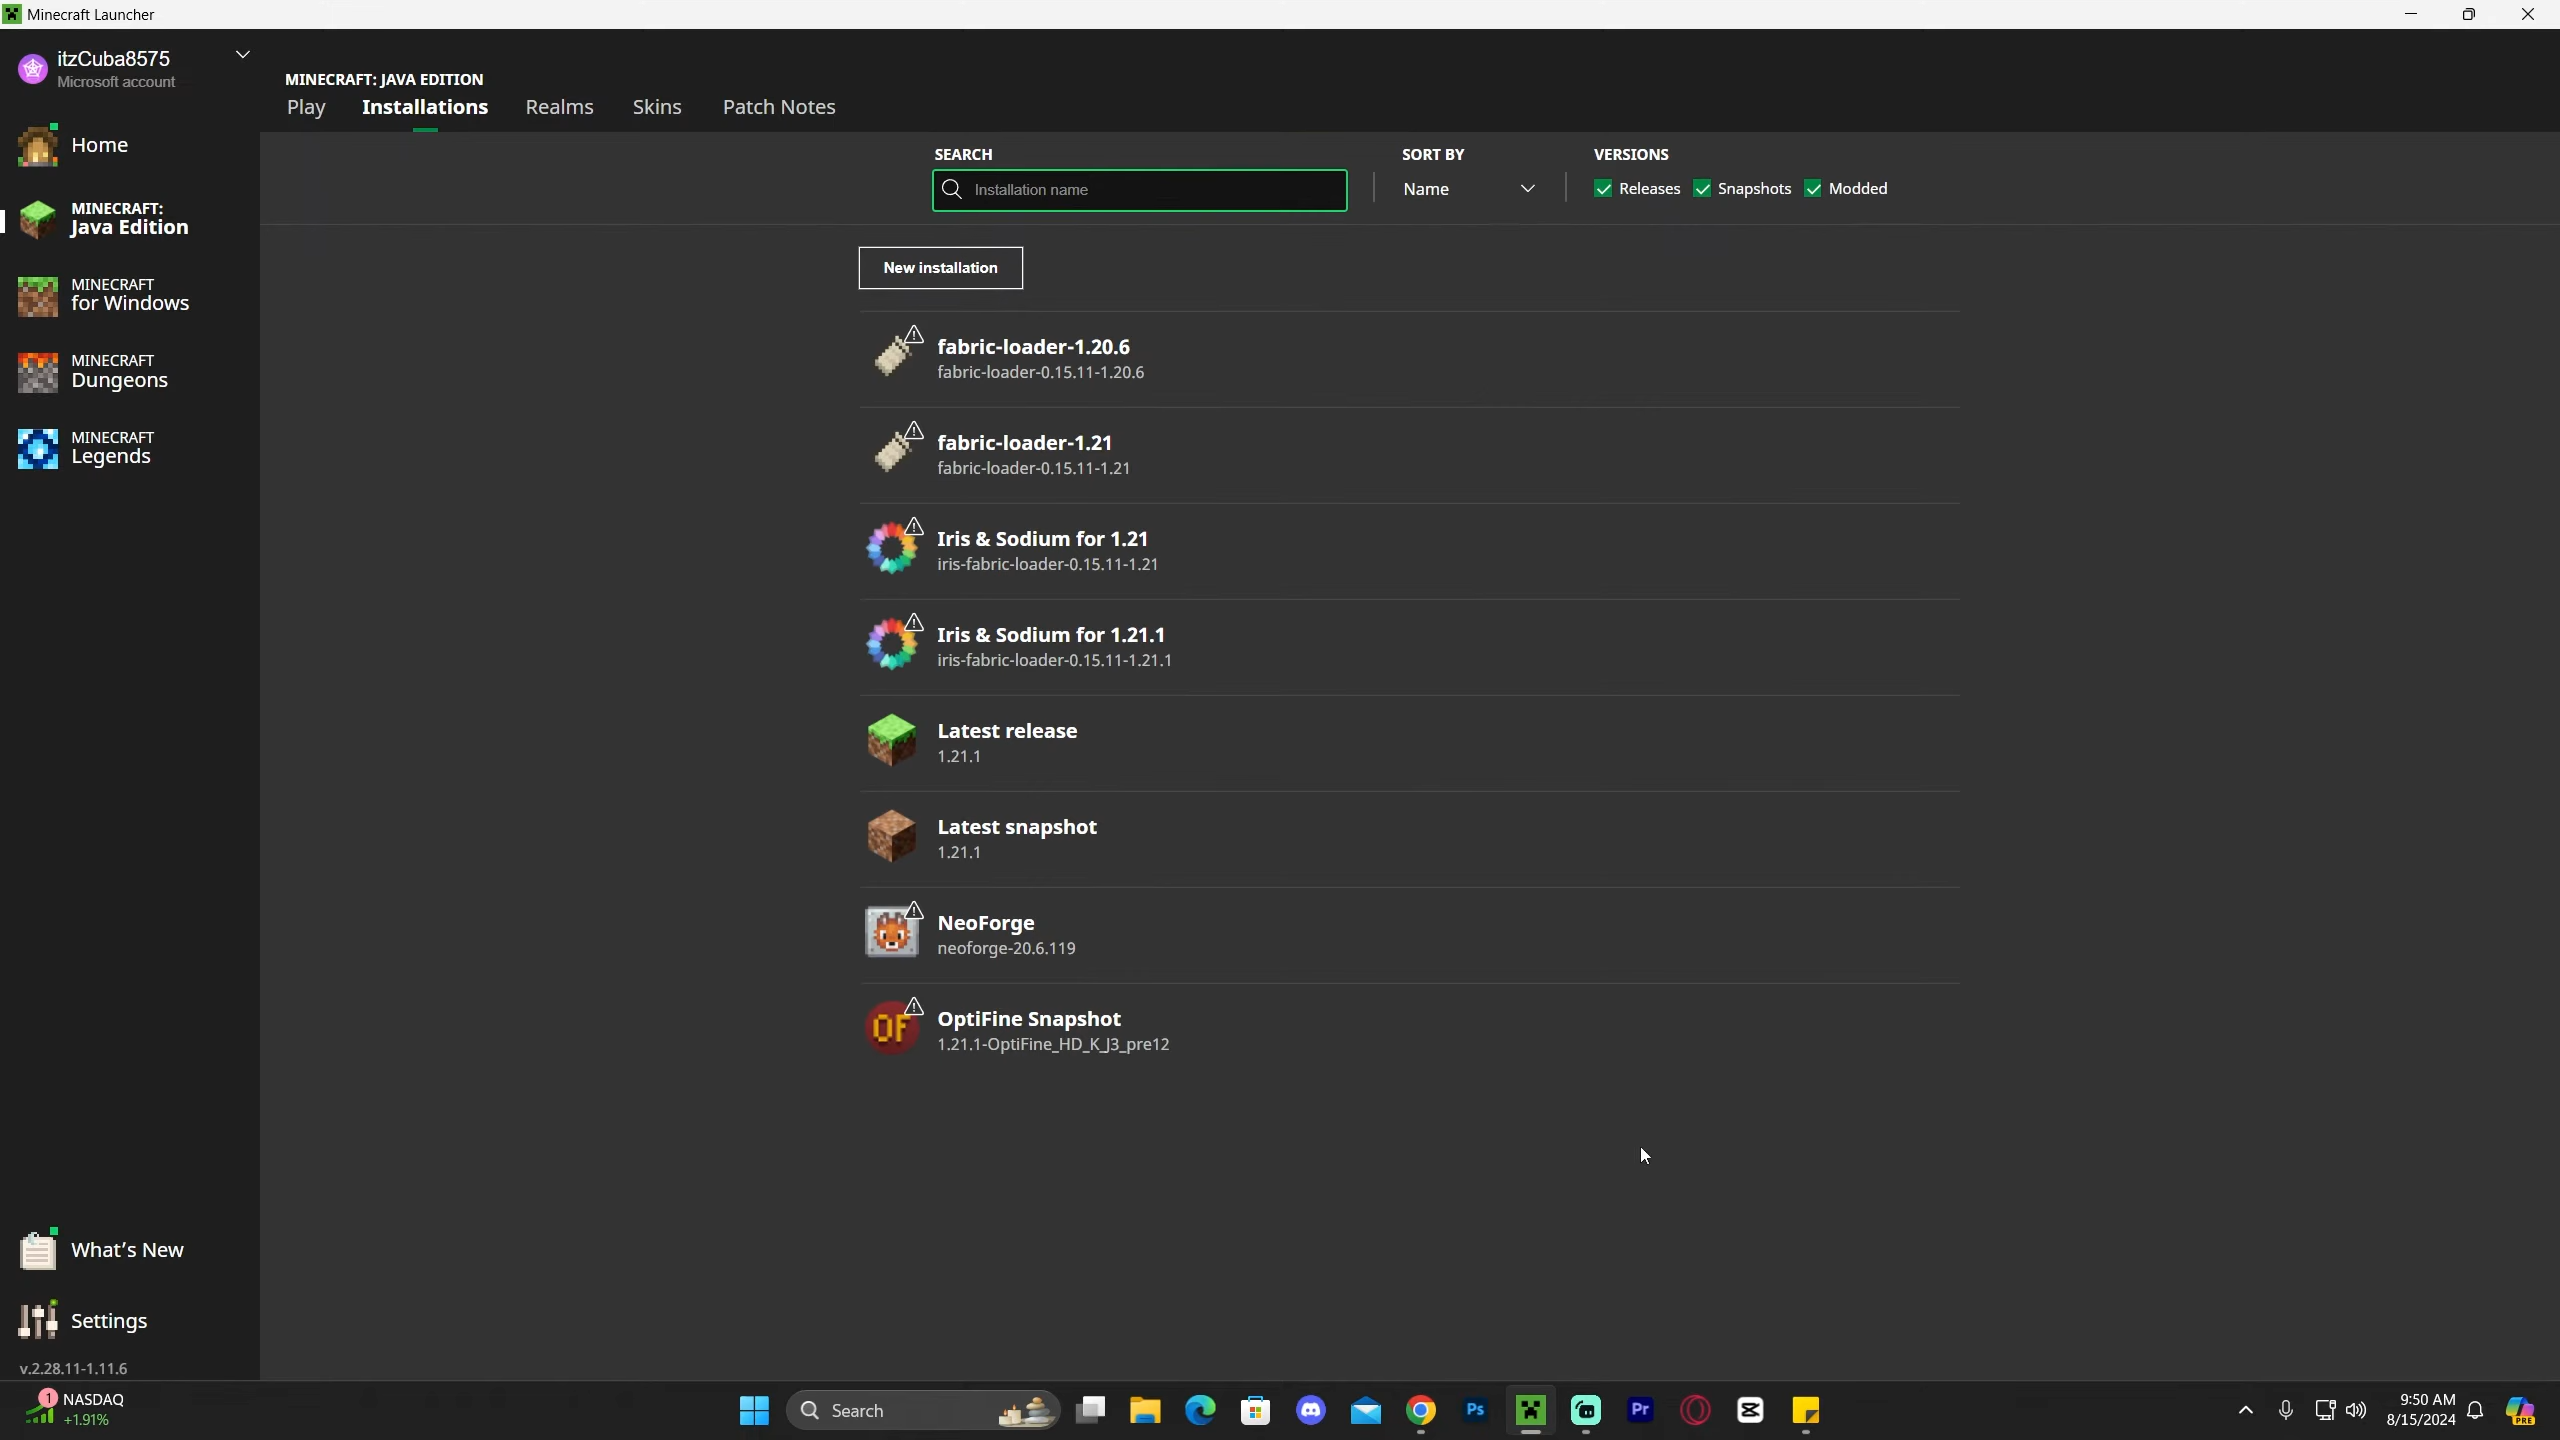 Minecraft Launcher
itzCuba8575
Microsoft account
Home
MINECRAFT:
Java Edition
MINECRAFT
for Windows
MINECRAFT
Dungeons
MINECRAFT
Legends
What's New
Settings
v.2.28.11-1.11.6
MINECRAFT: JAVA EDITION
Play Installations Realms Skins Patch Notes
SEARCH SORT BY VERSIONS
Installation name Name Releases Snapshots Modded
New installation
fabric-loader-1.20.6
fabric-loader-0.15.11-1.20.6
fabric-loader-1.21
fabric-loader-0.15.11-1.21
Iris & Sodium for 1.21
iris-fabric-loader-0.15.11-1.21
Iris & Sodium for 1.21.1
iris-fabric-loader-0.15.11-1.21.1
Latest release
1.21.1
Latest snapshot
1.21.1
NeoForge
neoforge-20.6.119
OF
OptiFine Snapshot
1.21.1-OptiFine_HD_K_J3_pre12
1
NASDAQ
+1.91%
Search
Ps
Pr
9:50 AM
8/15/2024
PRE